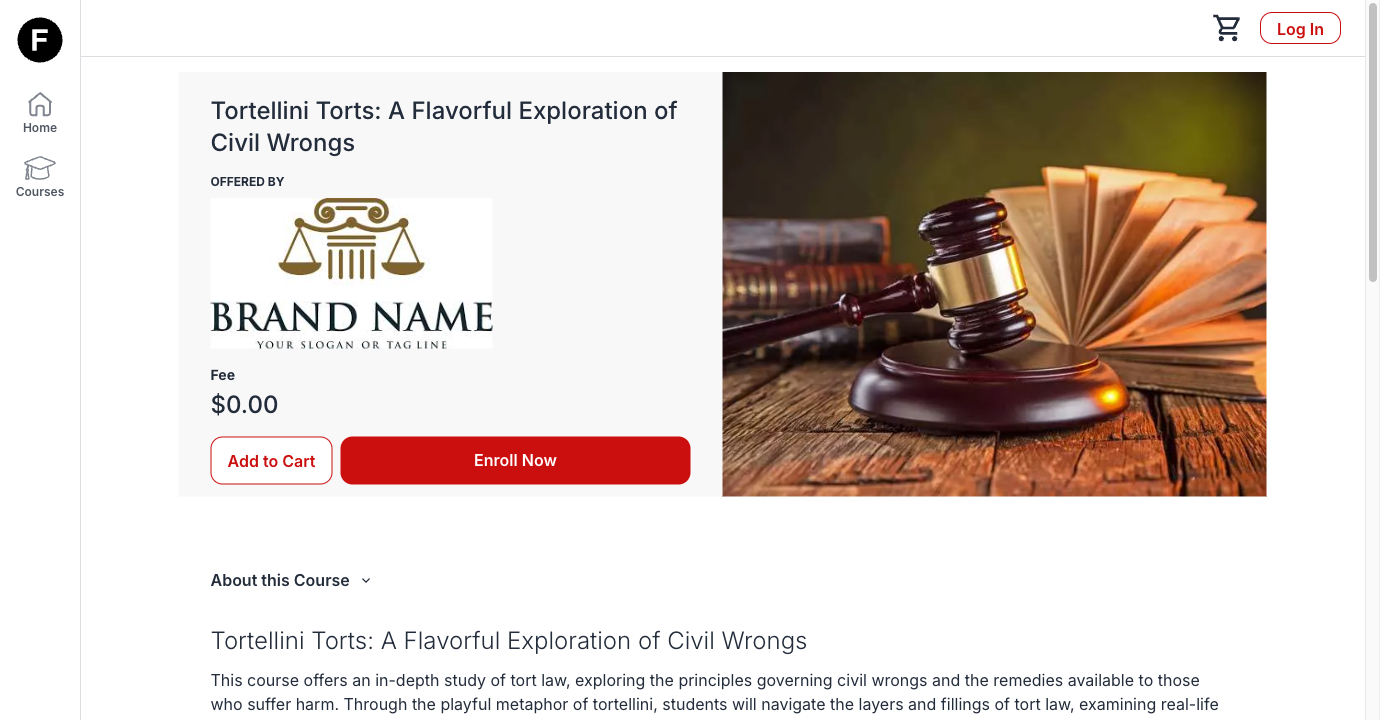 F
Home
Courses
Log In
Tortellini Torts: A Flavorful Exploration of
Civil Wrongs
OFFERED BY
BRAND NAME
YOUR SLOGAN OR TAG LINE
Fee
$0.00
Add to Cart
Enroll Now
About this Course
Tortellini Torts: A Flavorful Exploration of Civil Wrongs
This course offers an in-depth study of tort law, exploring the principles governing civil wrongs and the remedies available to those
who suffer harm. Through the playful metaphor of tortellini, students will navigate the layers and fillings of tort law, examining real-life